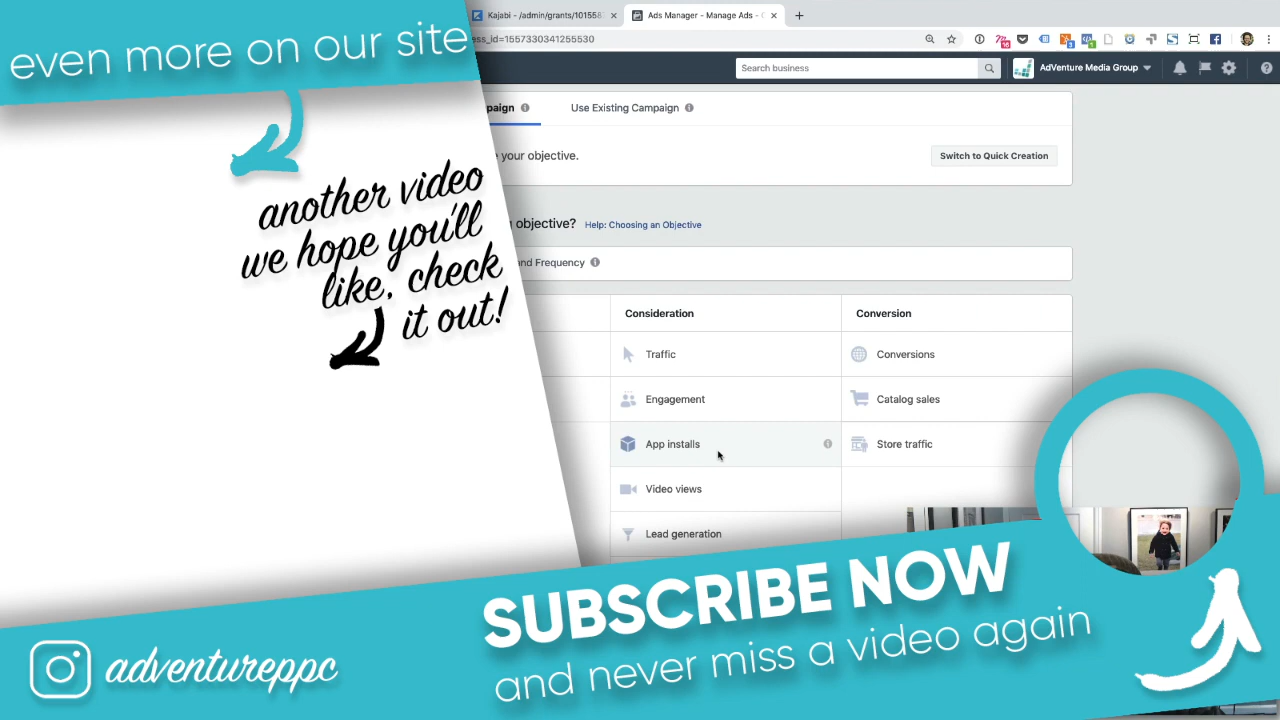 even more on our site
another video
we hope you'll
like, check
it out!
Kajabi - /admin/grants/10155
Ads Manager - Manage Ads -
ess_id=1557330341255530
Search business
AdVenture Media Group
paign
Use Existing Campaign
your objective.
Switch to Quick Creation
objective? Help: Choosing an Objective
nd Frequency
Consideration
Conversion
Traffic
Conversions
Engagement
Catalog sales
App installs
Store traffic
Video views
Lead generation
SUBSCRIBE NOW
and never miss a video again
adventureppc